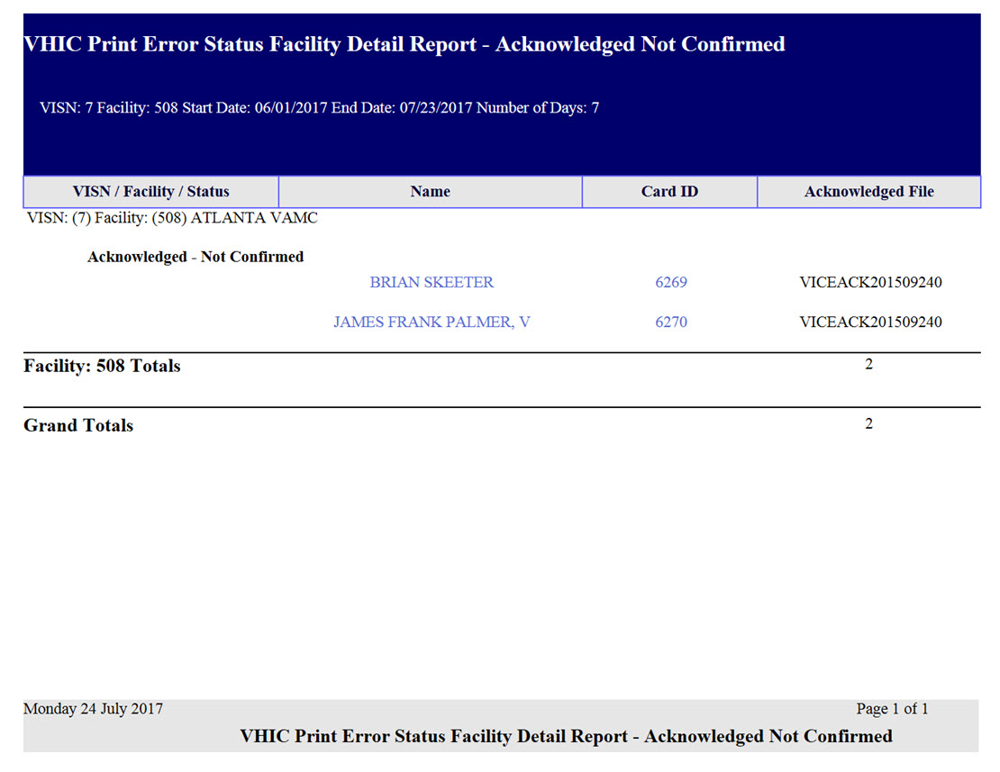 VHIC Print Error Status Facility Detail Report - Acknowledged Not Confirmed
VISN: 7 Facility: 508 Start Date: 06/01/2017 End Date: 07/23/2017 Number of Days: 7
VISN / Facility / Status Name Card ID Acknowledged File
VISN: (7) Facility: (508) ATLANTA VAMC
Acknowledged - Not Confirmed
BRIAN SKEETER 6269 VICEACK201509240
JAMES FRANK PALMER, V 6270 VICEACK201509240
Facility: 508 Totals 2
Grand Totals 2
Monday 24 July 2017 Page 1 of 1
VHIC Print Error Status Facility Detail Report - Acknowledged Not Confirmed